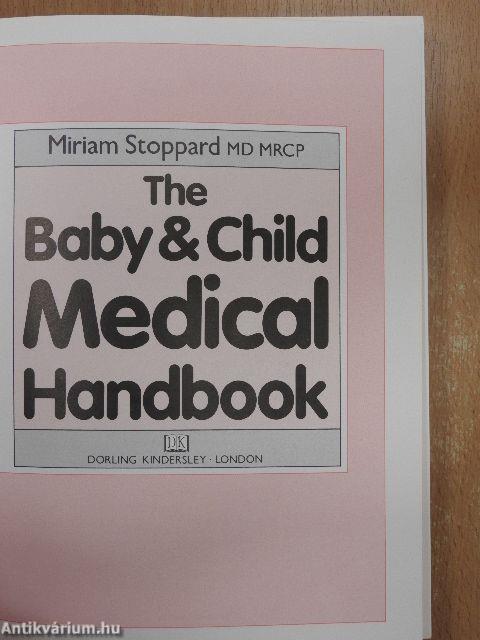 Miriam Stoppard MD MRCP
The
Baby & Child
Medical
Handbook
DK
DORLING KINDERSLEY · LONDON
Antikvárium.hu